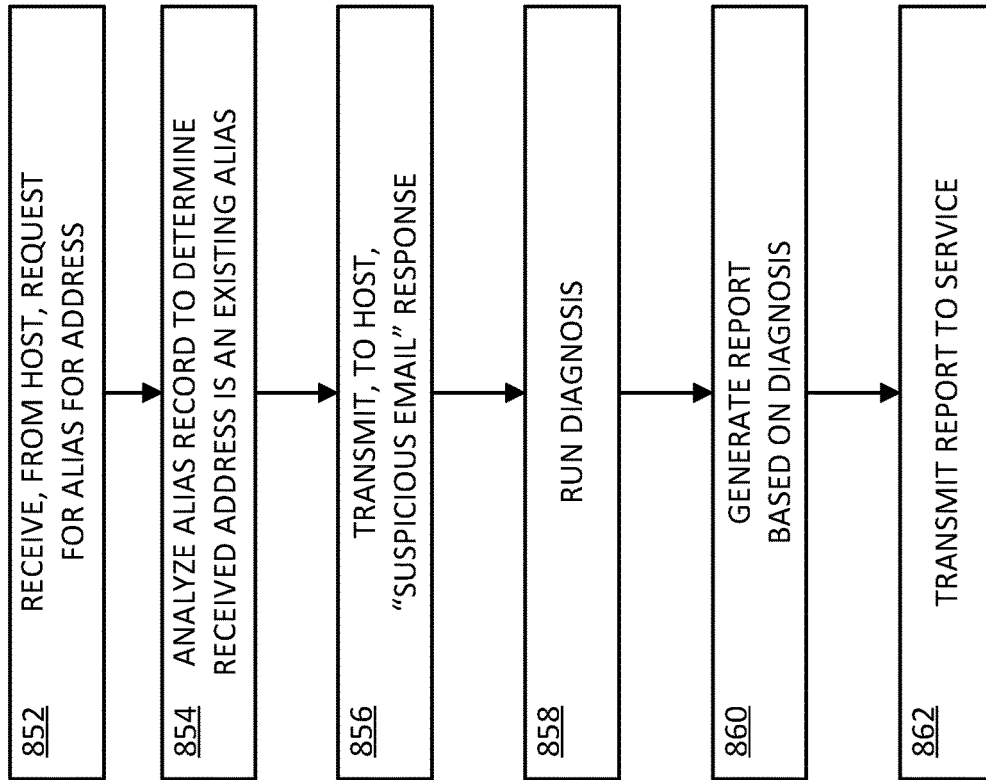 852
RECEIVE, FROM HOST, REQUEST
FOR ALIAS FOR ADDRESS
854
ANALYZE ALIAS RECORD TO DETERMINE
RECEIVED ADDRESS IS AN EXISTING ALIAS
856
TRANSMIT, TO HOST,
“SUSPICIOUS EMAIL” RESPONSE
858
RUN DIAGNOSIS
860
GENERATE REPORT
BASED ON DIAGNOSIS
862
TRANSMIT REPORT TO SERVICE